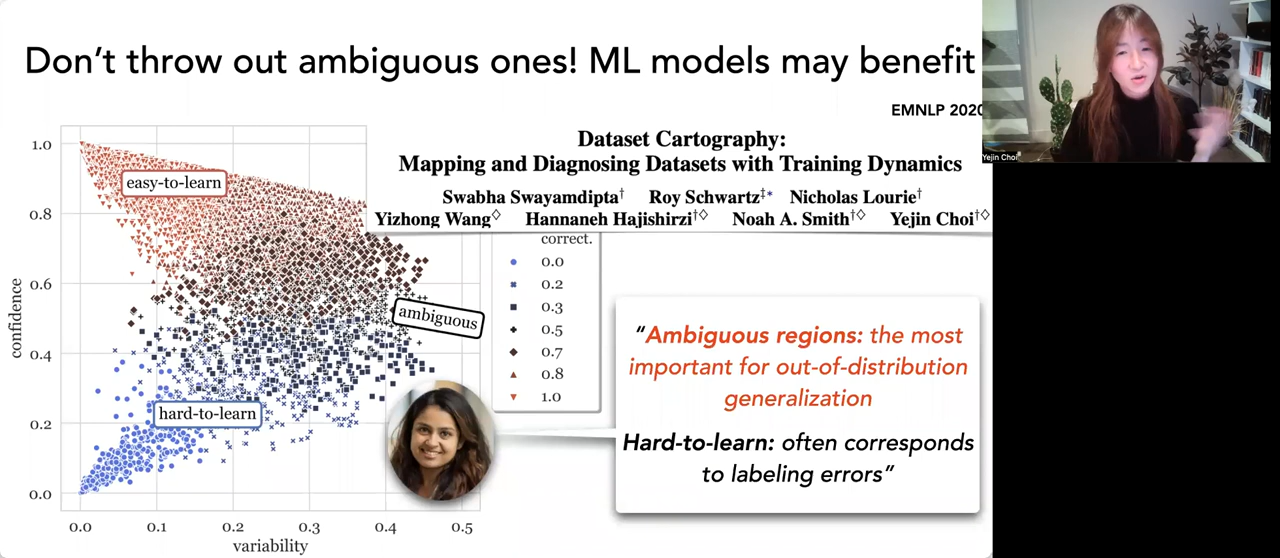 Don't throw out ambiguous ones! ML models may benefit
EMNLP 2020
Dataset Cartography:
Mapping and Diagnosing Datasets with Training Dynamics
Swabha Swayamdipta† Roy Schwartz‡* Nicholas Lourie†
Yizhong Wang◇ Hannaneh Hajishirzi†◇ Noah A. Smith†◇ Yejin Choi†◇
Yejin Choi
1.0
0.8
0.6
0.4
0.2
0.0
confidence
easy-to-learn
ambiguous
hard-to-learn
0.0 0.1 0.2 0.3 0.4 0.5
variability
correct.
0.0
0.2
0.3
0.5
0.7
0.8
1.0
"Ambiguous regions: the most
important for out-of-distribution
generalization
Hard-to-learn: often corresponds
to labeling errors"